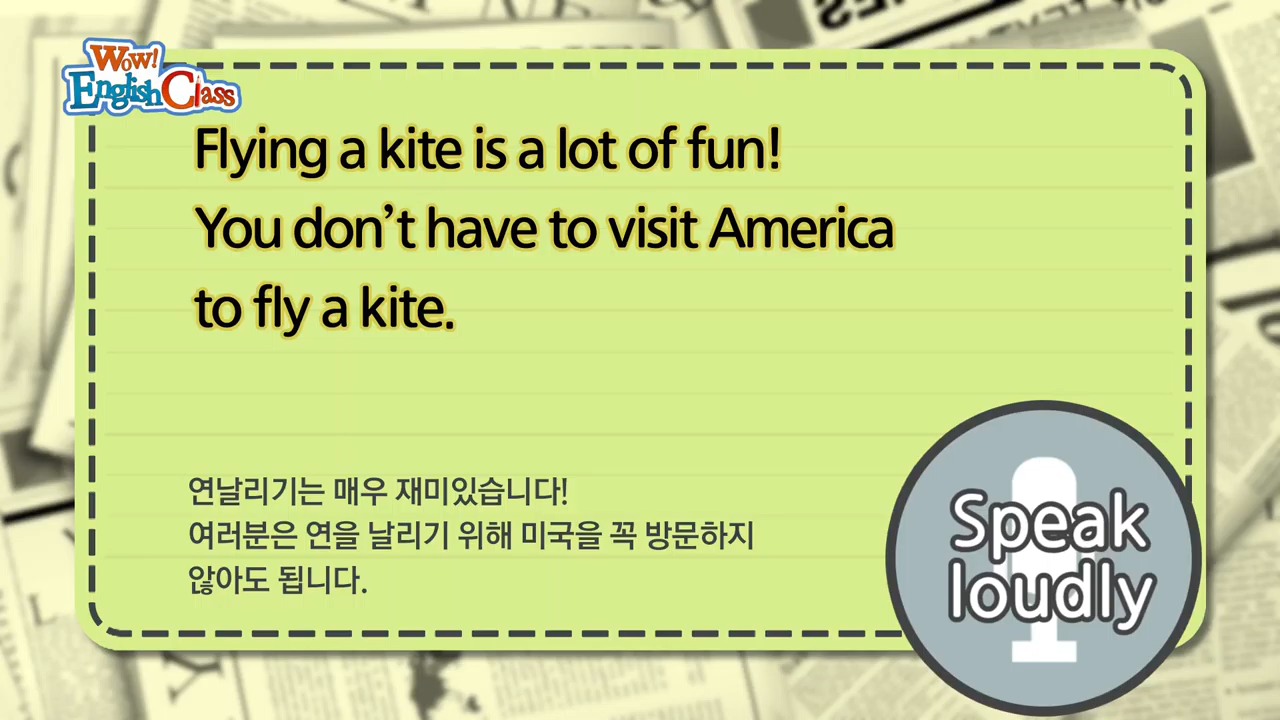 Wow!
English Class
Flying a kite is a lot of fun!
You don't have to visit America
to fly a kite.
연날리기는 매우 재미있습니다!
여러분은 연을 날리기 위해 미국을 꼭 방문하지
않아도 됩니다.
Speak
loudly